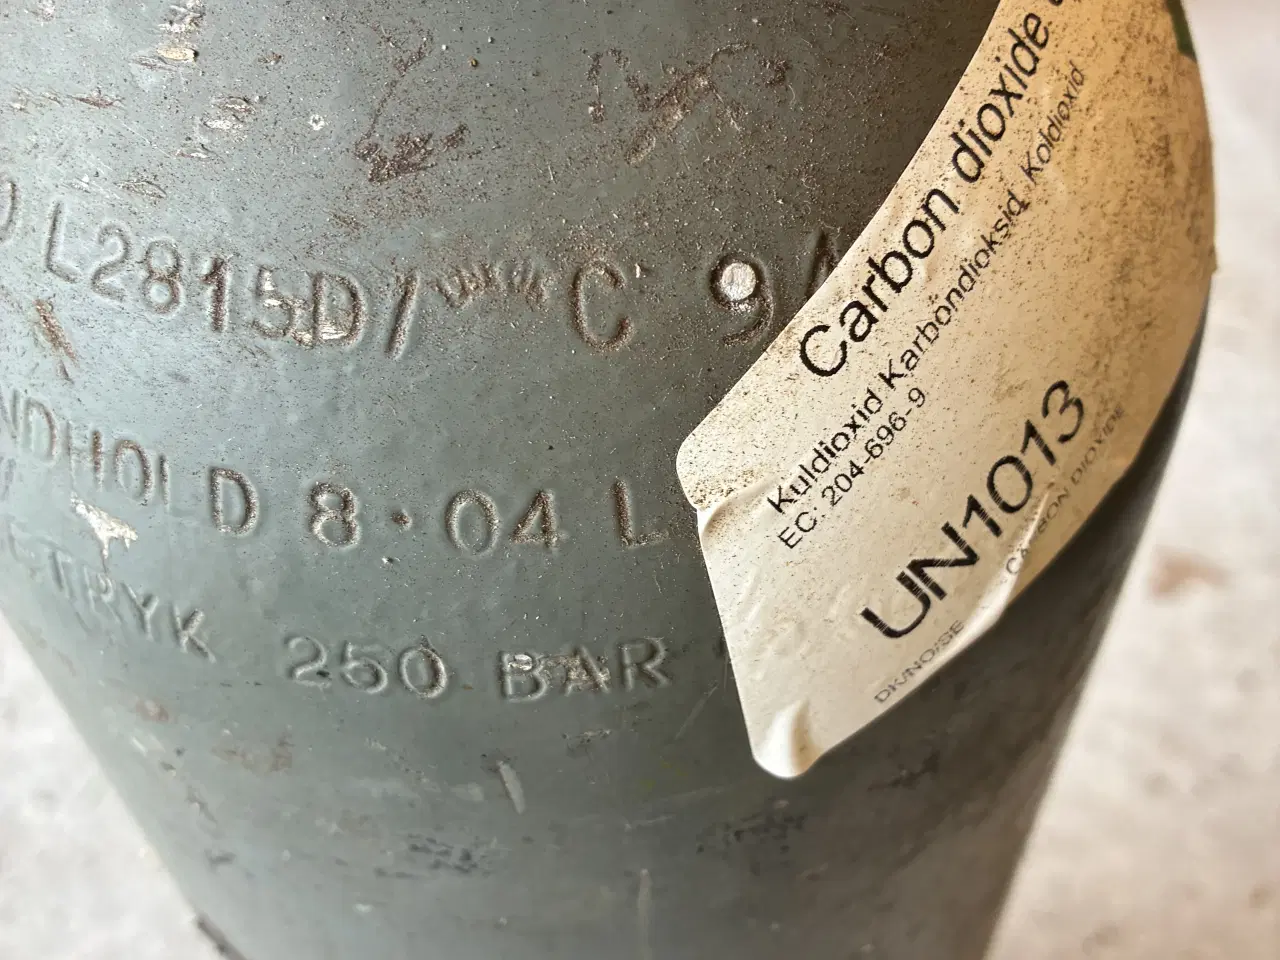 L2815D/ C 9
NDHOLD 8·04 L
TRYK 250 BAR
Carbon dioxide
Kuldioxid Karbondioksid Koldioxid
EC: 204-696-9
UN1013
DK/NO/SE CARBON DIOXIDE